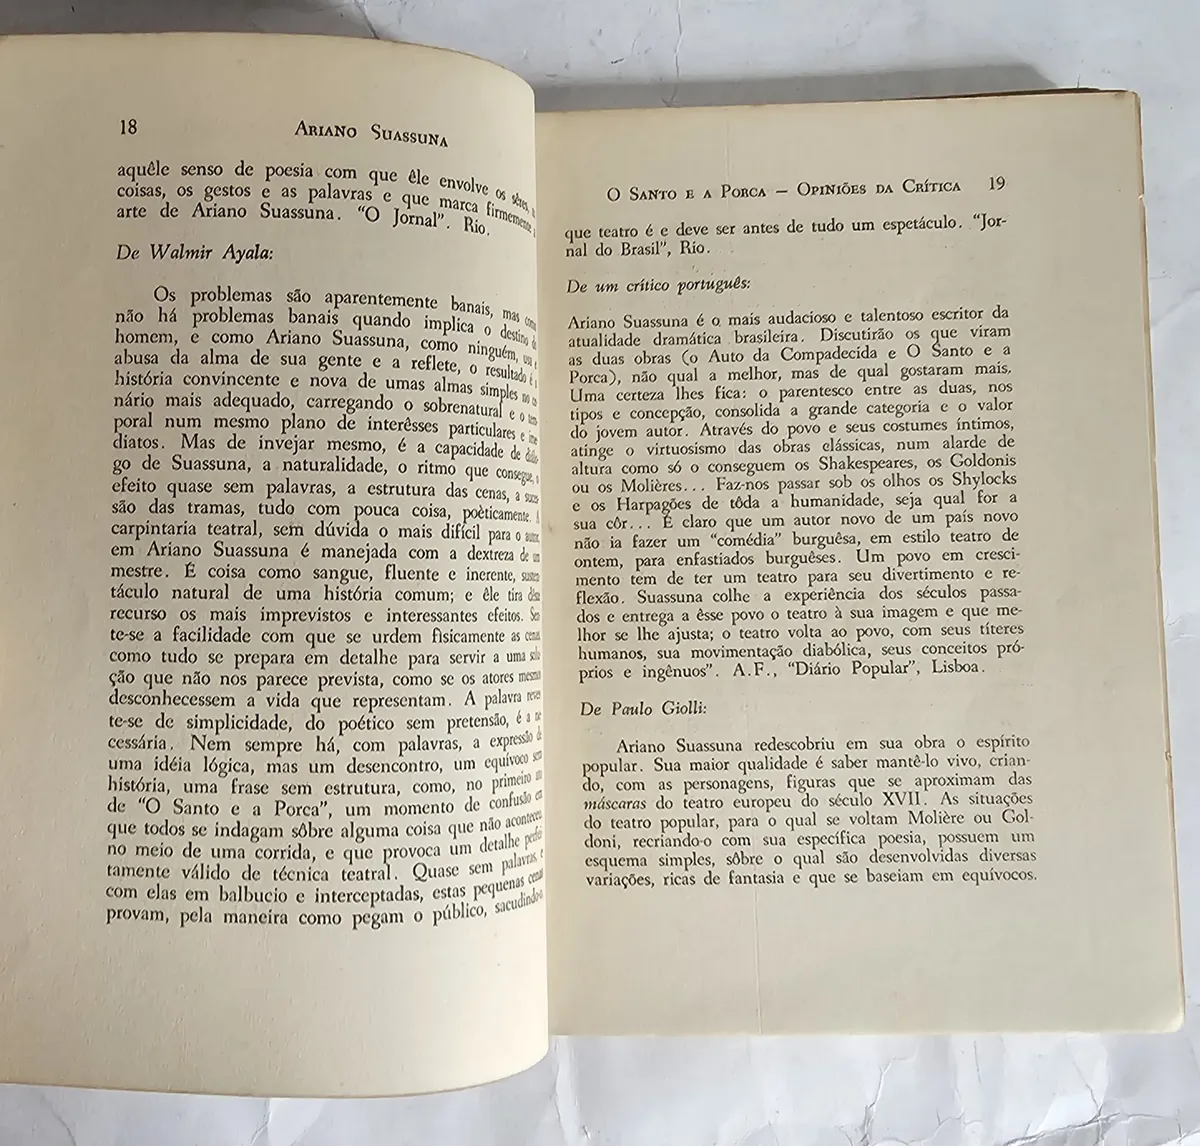 18
ARIANO SUASSUNA
aquêle senso de poesia com que êle envolve os sêres,
coisas, os gestos e as palavras e que marca firmemente a
arte de Ariano Suassuna. "O Jornal". Rio.
De Walmir Ayala:
Os problemas são aparentemente banais, mas como
não há problemas banais quando implica o destino do
homem, e como Ariano Suassuna, como ninguém, usa e
abusa da alma de sua gente e a reflete, o resultado é a
história convincente e nova de umas almas simples no
nário mais adequado, carregando o sobrenatural e o
poral num mesmo plano de interêsses particulares e ime-
diatos. Mas de invejar mesmo, é a capacidade de diálo-
go de Suassuna, a naturalidade, o ritmo que consegue, o
efeito quase sem palavras, a estrutura das cenas, a suces-
são das tramas, tudo com pouca coisa, poèticamente. A
carpintaria teatral, sem dúvida o mais difícil para o autor,
em Ariano Suassuna é manejada com a dextreza de um
mestre. É coisa como sangue, fluente e inerente, susten-
táculo natural de uma história comum; e êle tira dêsse
recurso os mais imprevistos e interessantes efeitos. Sen-
te-se a facilidade com que se urdem fisicamente as cenas,
como tudo se prepara em detalhe para servir a uma solu-
ção que não nos parece prevista, como se os atores mesmos
desconhecessem a vida que representam. A palavra reves-
te-se de simplicidade, do poético sem pretensão, é a ne-
cessária. Nem sempre há, com palavras, a expressão de
uma idéia lógica, mas um desencontro, um equívoco sem
história, uma frase sem estrutura, como, no primeiro ato
de "O Santo e a Porca", um momento de confusão em
que todos se indagam sôbre alguma coisa que não aconteceu,
no meio de uma corrida, e que provoca um detalhe perfei-
tamente válido de técnica teatral. Quase sem palavras, e
com elas em balbucio e interceptadas, estas pequenas cenas
provam, pela maneira como pegam o público, sacudindo-o
O SANTO E A PORCA — OPINIÕES DA CRÍTICA 19
que teatro é e deve ser antes de tudo um espetáculo. "Jor-
nal do Brasil", Rio.
De um crítico português:
Ariano Suassuna é o mais audacioso e talentoso escritor da
atualidade dramática brasileira. Discutirão os que viram
as duas obras (o Auto da Compadecida e O Santo e a
Porca), não qual a melhor, mas de qual gostaram mais.
Uma certeza lhes fica: o parentesco entre as duas, nos
tipos e concepção, consolida a grande categoria e o valor
do jovem autor. Através do povo e seus costumes íntimos,
atinge o virtuosismo das obras clássicas, num alarde de
altura como só o conseguem os Shakespeares, os Goldonis
ou os Molières... Faz-nos passar sob os olhos os Shylocks
e os Harpagões de tôda a humanidade, seja qual for a
sua côr... É claro que um autor novo de um país novo
não ia fazer um "comédia" burguêsa, em estilo teatro de
ontem, para enfastiados burguêses. Um povo em cresci-
mento tem de ter um teatro para seu divertimento e re-
flexão. Suassuna colhe a experiência dos séculos passa-
dos e entrega a êsse povo o teatro à sua imagem e que me-
lhor se lhe ajusta; o teatro volta ao povo, com seus títeres
humanos, sua movimentação diabólica, seus conceitos pró-
prios e ingênuos". A.F., "Diário Popular", Lisboa.
De Paulo Giolli:
Ariano Suassuna redescobriu em sua obra o espírito
popular. Sua maior qualidade é saber mantê-lo vivo, crian-
do, com as personagens, figuras que se aproximam das
máscaras do teatro europeu do século XVII. As situações
do teatro popular, para o qual se voltam Molière ou Gol-
doni, recriando-o com sua específica poesia, possuem um
esquema simples, sôbre o qual são desenvolvidas diversas
variações, ricas de fantasia e que se baseiam em equívocos.